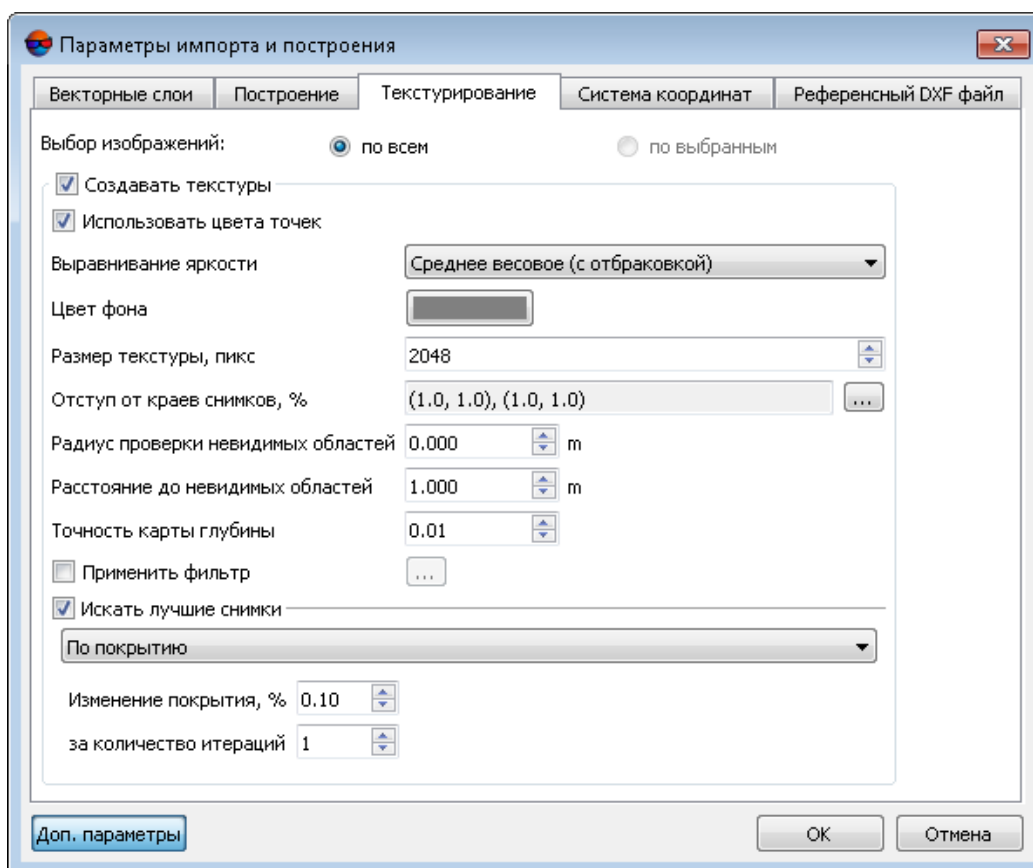 Параметры импорта и построения
Векторные слои Построение Текстурирование Система координат Референсный DXF файл
Выбор изображений: по всем по выбранным
Создавать текстуры
Использовать цвета точек
Выравнивание яркости Среднее весовое (с отбраковкой)
Цвет фона
Размер текстуры, пикс 2048
Отступ от краев снимков, % (1.0, 1.0), (1.0, 1.0) ...
Радиус проверки невидимых областей 0.000 m
Расстояние до невидимых областей 1.000 m
Точность карты глубины 0.01
Применить фильтр ...
Искать лучшие снимки
По покрытию
Изменение покрытия, % 0.10
за количество итераций 1
Доп. параметры OK Отмена